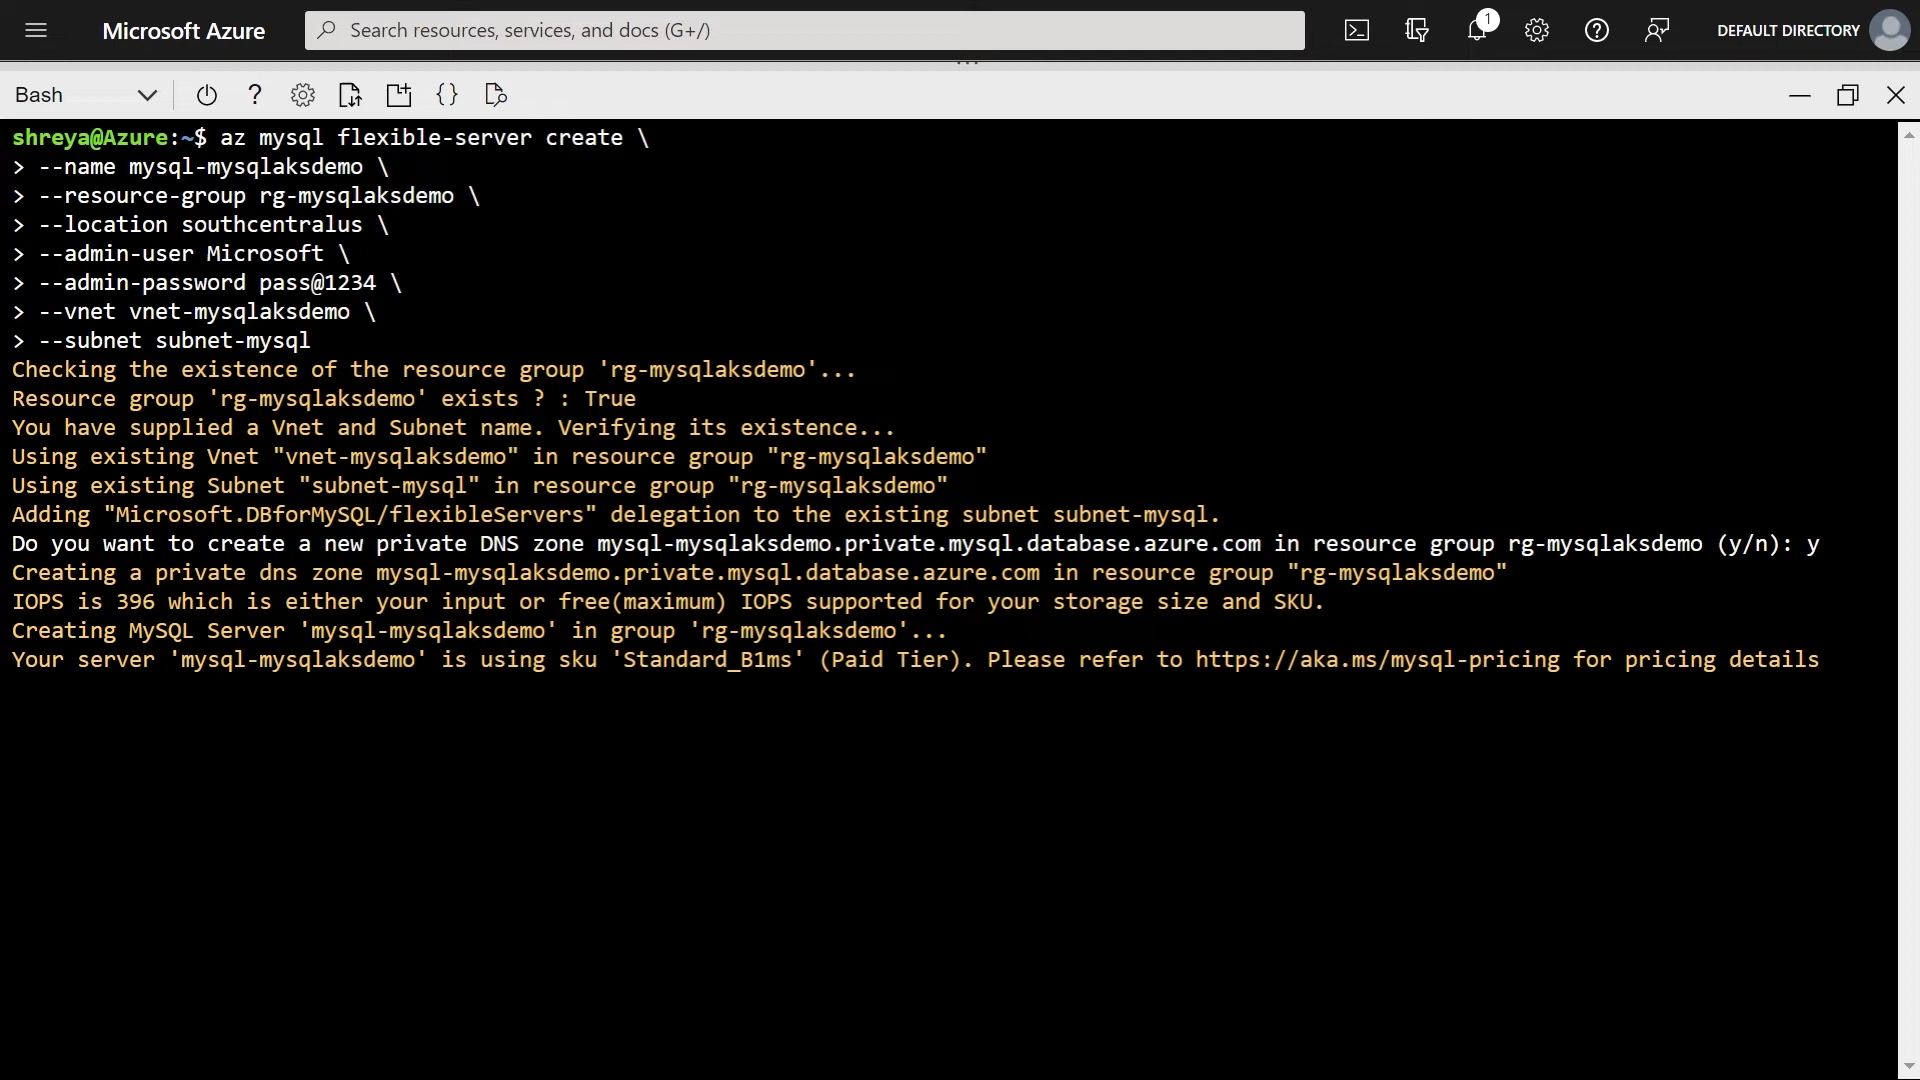 Microsoft Azure
Search resources, services, and docs (G+/)
1
DEFAULT DIRECTORY
Bash
shreya@Azure:~$ az mysql flexible-server create \
> --name mysql-mysqlaksdemo \
> --resource-group rg-mysqlaksdemo \
> --location southcentralus \
> --admin-user Microsoft \
> --admin-password pass@1234 \
> --vnet vnet-mysqlaksdemo \
> --subnet subnet-mysql
Checking the existence of the resource group 'rg-mysqlaksdemo'...
Resource group 'rg-mysqlaksdemo' exists ? : True
You have supplied a Vnet and Subnet name. Verifying its existence...
Using existing Vnet "vnet-mysqlaksdemo" in resource group "rg-mysqlaksdemo"
Using existing Subnet "subnet-mysql" in resource group "rg-mysqlaksdemo"
Adding "Microsoft.DBforMySQL/flexibleServers" delegation to the existing subnet subnet-mysql.
Do you want to create a new private DNS zone mysql-mysqlaksdemo.private.mysql.database.azure.com in resource group rg-mysqlaksdemo (y/n): y
Creating a private dns zone mysql-mysqlaksdemo.private.mysql.database.azure.com in resource group "rg-mysqlaksdemo"
IOPS is 396 which is either your input or free(maximum) IOPS supported for your storage size and SKU.
Creating MySQL Server 'mysql-mysqlaksdemo' in group 'rg-mysqlaksdemo'...
Your server 'mysql-mysqlaksdemo' is using sku 'Standard_B1ms' (Paid Tier). Please refer to https://aka.ms/mysql-pricing for pricing details